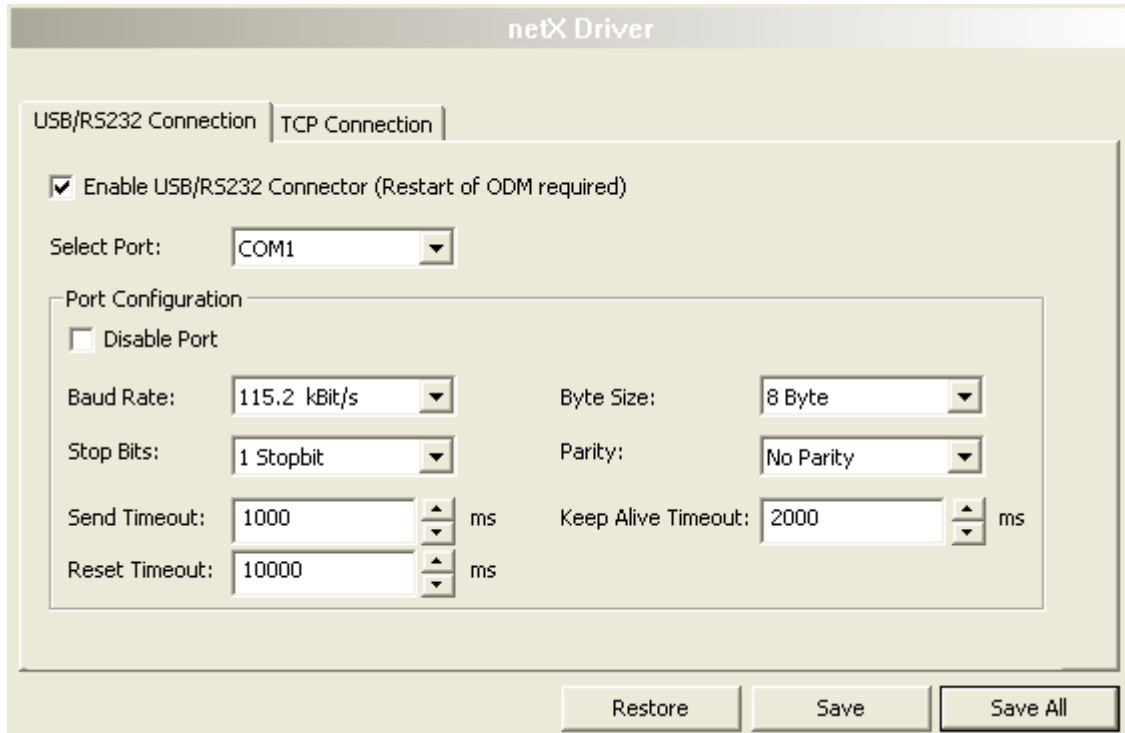 netX Driver
USB/RS232 Connection TCP Connection
Enable USB/RS232 Connector (Restart of ODM required)
Select Port: COM1
Port Configuration
Disable Port
Baud Rate: 115.2 kBit/s Byte Size: 8 Byte
Stop Bits: 1 Stopbit Parity: No Parity
Send Timeout: 1000 ms Keep Alive Timeout: 2000 ms
Reset Timeout: 10000 ms
Restore Save Save All